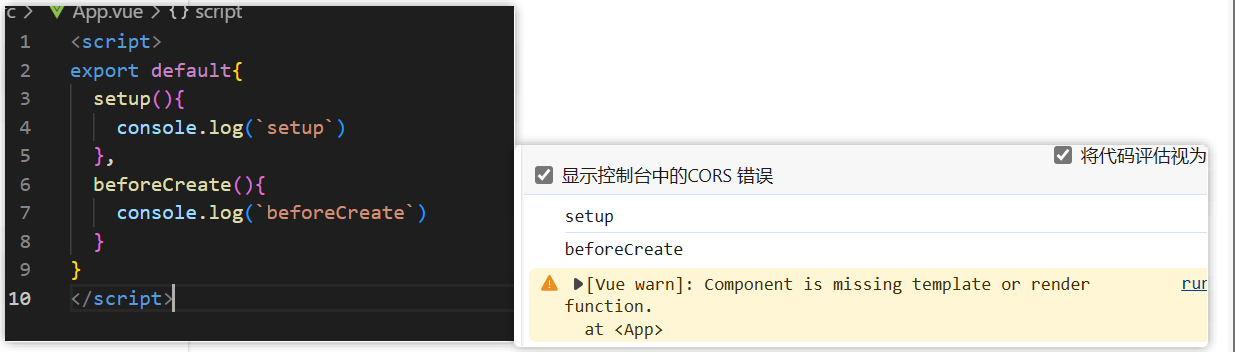 App.vue > {} script
1 <script>
2 export default{
3 setup(){
4 console.log(`setup`)
5 },
6 beforeCreate(){
7 console.log(`beforeCreate`)
8 }
9 }
10 </script>
将代码评估视为
显示控制台中的CORS 错误
setup
beforeCreate
[Vue warn]: Component is missing template or render
function.
at <App>